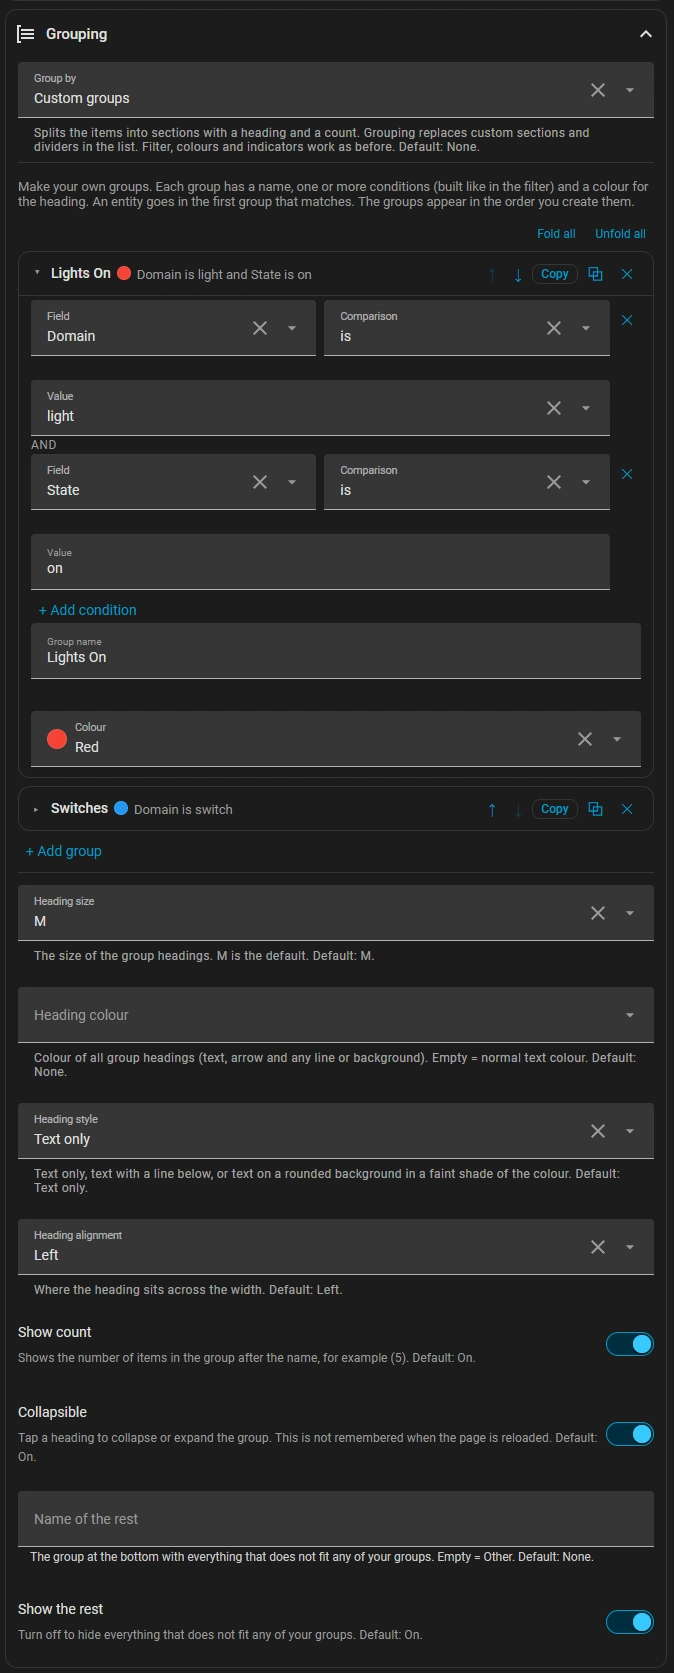 Grouping
Group by
Custom groups
Splits the items into sections with a heading and a count. Grouping replaces custom sections and
dividers in the list. Filter, colours and indicators work as before. Default: None.
Make your own groups. Each group has a name, one or more conditions (built like in the filter) and a colour for
the heading. An entity goes in the first group that matches. The groups appear in the order you create them.
Fold all Unfold all
Lights On Domain is light and State is on ↑ ↓ Copy
Field
Domain
Comparison
is
Value
light
AND
Field
State
Comparison
is
Value
on
+ Add condition
Group name
Lights On
Colour
Red
Switches Domain is switch ↑ ↓ Copy
+ Add group
Heading size
M
The size of the group headings. M is the default. Default: M.
Heading colour
Colour of all group headings (text, arrow and any line or background). Empty = normal text colour. Default:
None.
Heading style
Text only
Text only, text with a line below, or text on a rounded background in a faint shade of the colour. Default:
Text only.
Heading alignment
Left
Where the heading sits across the width. Default: Left.
Show count
Shows the number of items in the group after the name, for example (5). Default: On.
Collapsible
Tap a heading to collapse or expand the group. This is not remembered when the page is reloaded. Default:
On.
Name of the rest
The group at the bottom with everything that does not fit any of your groups. Empty = Other. Default: None.
Show the rest
Turn off to hide everything that does not fit any of your groups. Default: On.